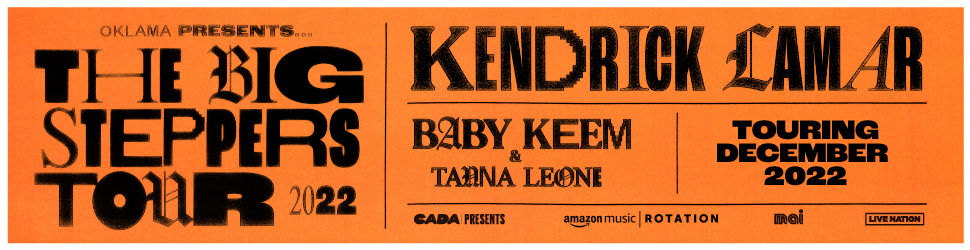 OKLAMA PRESENTS...
THE BIG
STEPPERS
TOUR 2022
KENDRICK LAMAR
BABY KEEM
&
TANNA LEONE
TOURING
DECEMBER
2022
CADA PRESENTS
amazon music | ROTATION
mai
LIVE NATION